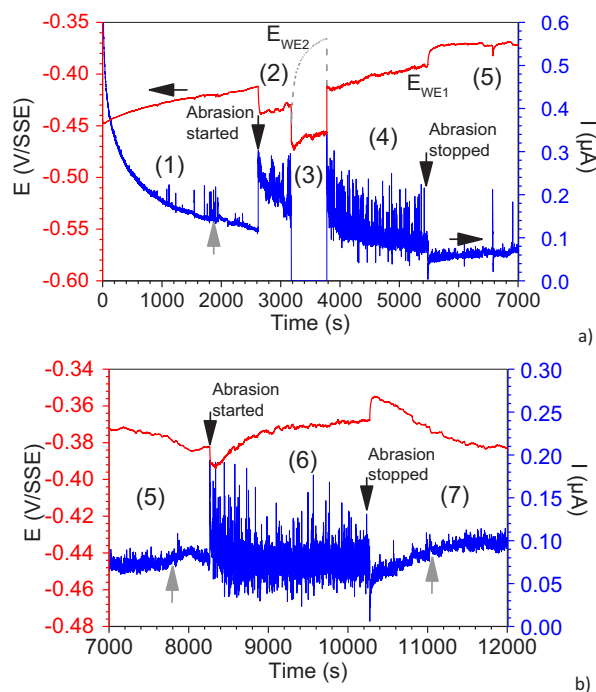 -0.35
-0.40
-0.45
-0.50
-0.55
-0.60
E (V/SSE)
0.6
0.5
0.4
0.3
0.2
0.1
0.0
I (µA)
E_WE2
(2)
Abrasion
started
E_WE1
(5)
(1)
(3)
(4)
Abrasion
stopped
0 1000 2000 3000 4000 5000 6000 7000
Time (s)
a)
-0.34
-0.36
-0.38
-0.40
-0.42
-0.44
-0.46
-0.48
E (V/SSE)
0.30
0.25
0.20
0.15
0.10
0.05
0.00
I (µA)
Abrasion
started
(6)
Abrasion
stopped
(5)
(7)
7000 8000 9000 10000 11000 12000
Time (s)
b)